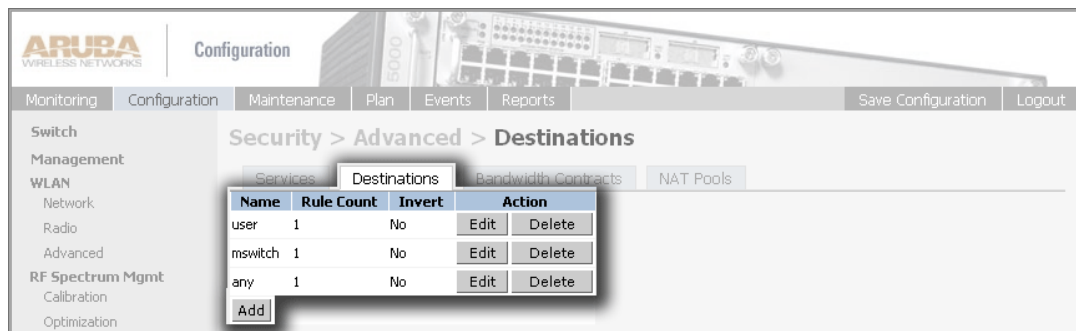 ARUBA
WIRELESS NETWORKS
Configuration
5000
Monitoring Configuration Maintenance Plan Events Reports Save Configuration Logout
Switch
Management
WLAN
Network
Radio
Advanced
RF Spectrum Mgmt
Calibration
Optimization
Security > Advanced > Destinations
Services Destinations Bandwidth Contracts NAT Pools
Name Rule Count Invert Action
user 1 No Edit Delete
mswitch 1 No Edit Delete
any 1 No Edit Delete
Add